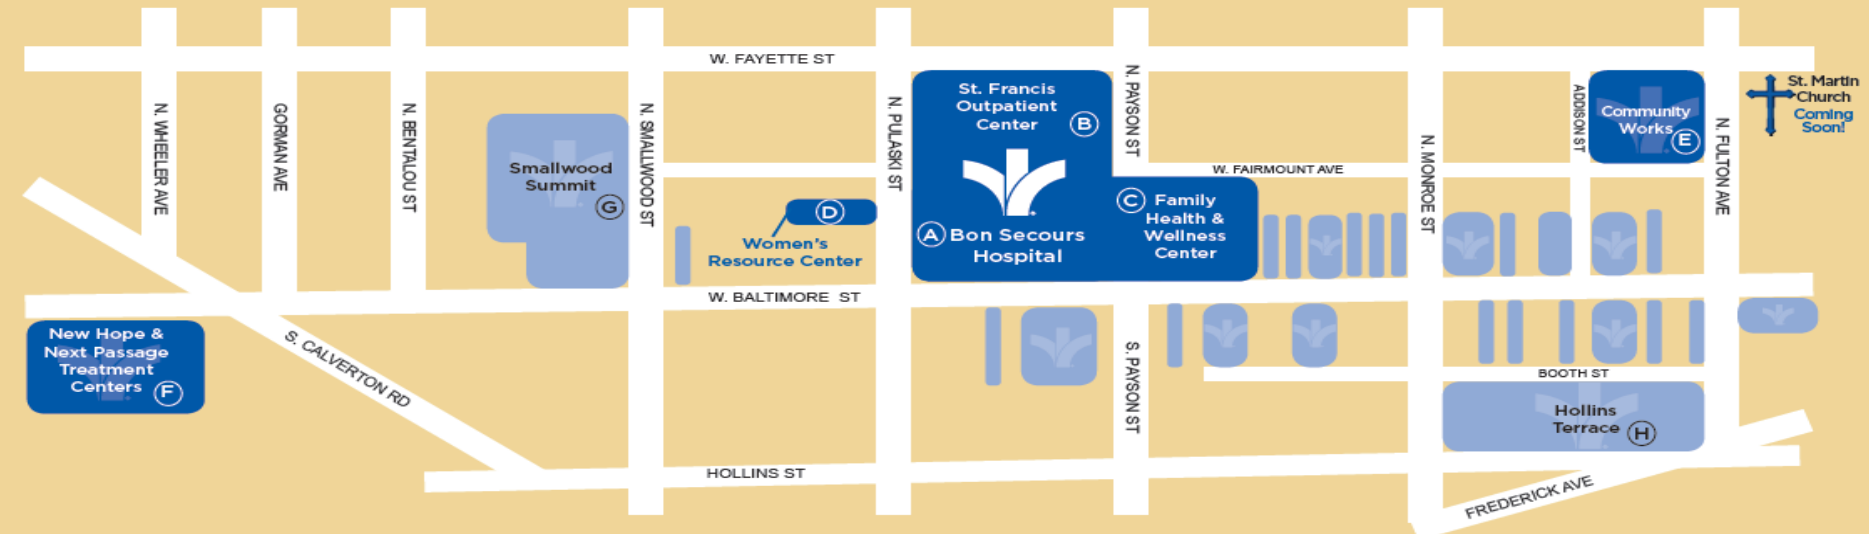 W. FAYETTE ST
N. WHEELER AVE
GORMAN AVE
N. BENTALOU ST
N. SMALLWOOD ST
N. PULASKI ST
N. PAYSON ST
N. MONROE ST
ADDISON ST
N. FULTON AVE
St. Francis
Outpatient
Center
B
Community
Works
E
St. Martin
Church
Coming
Soon!
Smallwood
Summit
G
W. FAIRMOUNT AVE
D
Women's
Resource Center
A Bon Secours
Hospital
C Family
Health &
Wellness
Center
W. BALTIMORE ST
New Hope &
Next Passage
Treatment
Centers
F
S. CALVERTON RD
S. PAYSON ST
BOOTH ST
Hollins
Terrace
H
HOLLINS ST
FREDERICK AVE